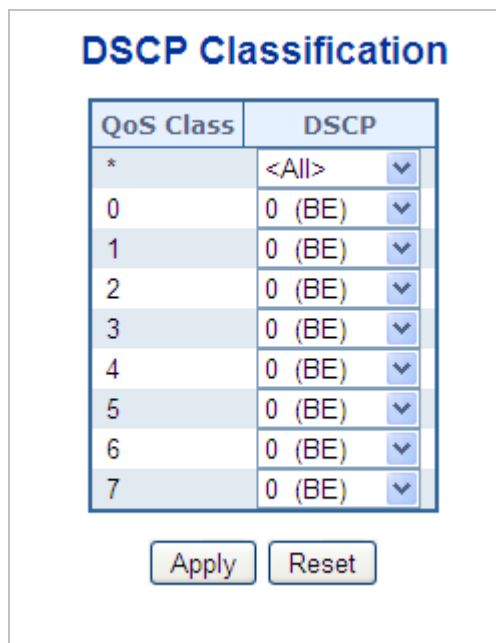 DSCP Classification
QoS Class DSCP
* <All>
0 0 (BE)
1 0 (BE)
2 0 (BE)
3 0 (BE)
4 0 (BE)
5 0 (BE)
6 0 (BE)
7 0 (BE)
Apply Reset